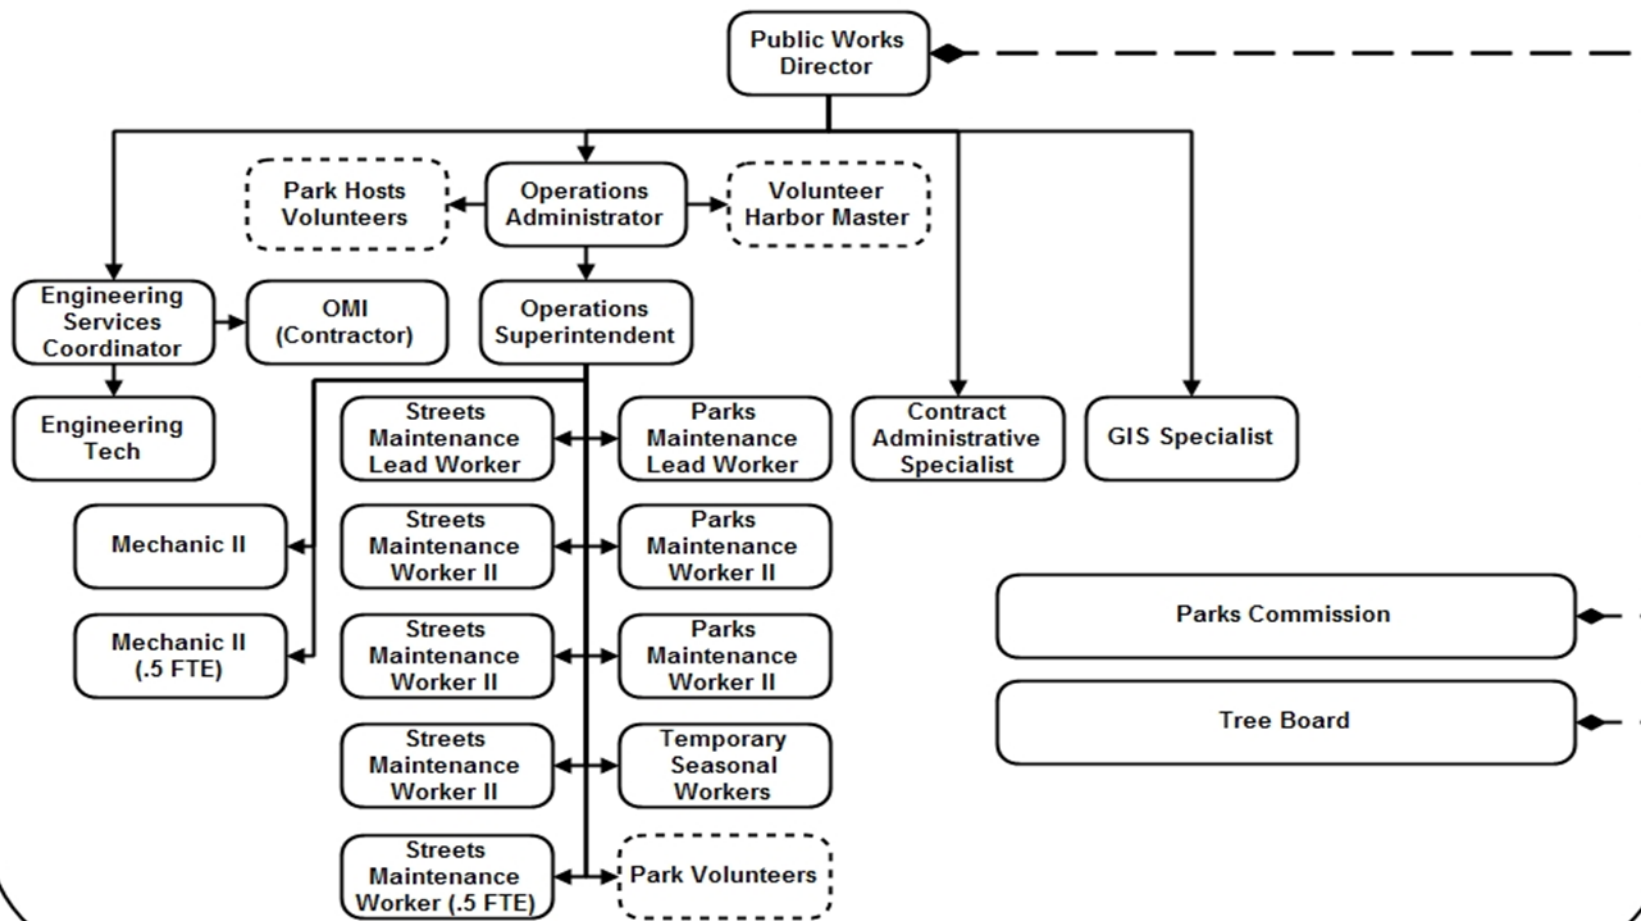 Public Works
Director
Park Hosts
Volunteers
Operations
Administrator
Volunteer
Harbor Master
Engineering
Services
Coordinator
OMI
(Contractor)
Operations
Superintendent
Engineering
Tech
Streets
Maintenance
Lead Worker
Parks
Maintenance
Lead Worker
Contract
Administrative
Specialist
GIS Specialist
Mechanic II
Streets
Maintenance
Worker II
Parks
Maintenance
Worker II
Parks Commission
Mechanic II
(.5 FTE)
Streets
Maintenance
Worker II
Parks
Maintenance
Worker II
Tree Board
Streets
Maintenance
Worker II
Temporary
Seasonal
Workers
Streets
Maintenance
Worker (.5 FTE)
Park Volunteers